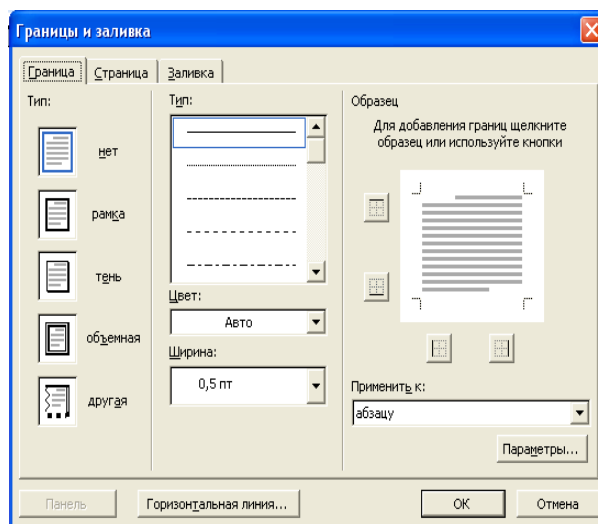 Границы и заливка
Граница
Страница
Заливка
Тип:
нет
рамка
тень
объемная
другая
Тип:
Цвет:
Авто
Ширина:
0,5 пт
Образец
Для добавления границ щелкните
образец или используйте кнопки
Применить к:
абзацу
Параметры...
Панель
Горизонтальная линия...
ОК
Отмена